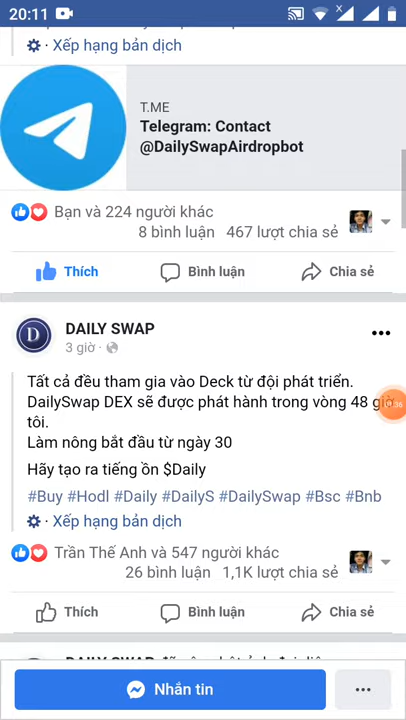 20:11
Xếp hạng bản dịch
T.ME
Telegram: Contact
@DailySwapAirdropbot
Bạn và 224 người khác
8 bình luận 467 lượt chia sẻ
Thích Bình luận Chia sẻ
D
DAILY SWAP
3 giờ ·
Tất cả đều tham gia vào Deck từ đội phát triển.
DailySwap DEX sẽ được phát hành trong vòng 48 giờ
tôi.
Làm nông bắt đầu từ ngày 30
Hãy tạo ra tiếng ồn $Daily
#Buy #Hodl #Daily #DailyS #DailySwap #Bsc #Bnb
· Xếp hạng bản dịch
Trần Thế Anh và 547 người khác
26 bình luận 1,1K lượt chia sẻ
Thích Bình luận Chia sẻ
DAILY SWAP
Nhắn tin